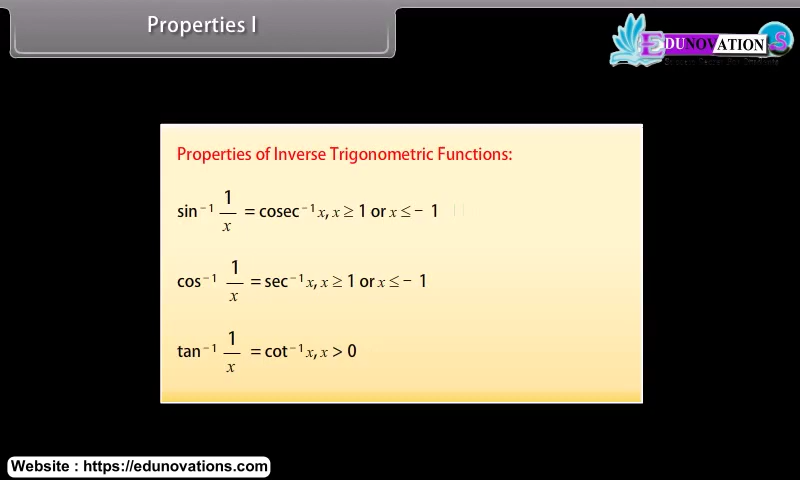 Properties I
EDUNOVATIONS
Properties of Inverse Trigonometric Functions:
sin⁻¹ 1/x = cosec⁻¹x, x ≥ 1 or x ≤ − 1
cos⁻¹ 1/x = sec⁻¹x, x ≥ 1 or x ≤ − 1
tan⁻¹ 1/x = cot⁻¹x, x > 0
Website : https://edunovations.com